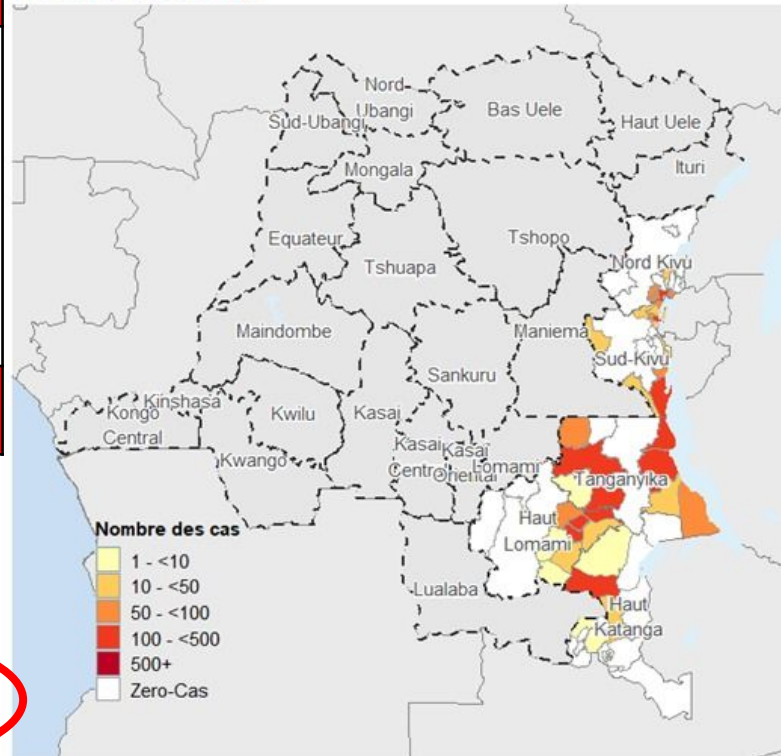 Nord
Ubangi
Sud-Ubangi
Bas Uele
Haut Uele
Mongala
Ituri
Equateur
Tshopo
Tshuapa
Nord Kivu
Maindombe
Maniema
Sud-Kivu
Sankuru
Kinshasa
Kongo
Central
Kwilu
Kasai
Kwango
Kasai
Central
Kasai
Oriental
Lomami
Tanganyika
Haut
Lomami
Lualaba
Haut
Katanga
Nombre des cas
1 - <10
10 - <50
50 - <100
100 - <500
500+
Zero-Cas